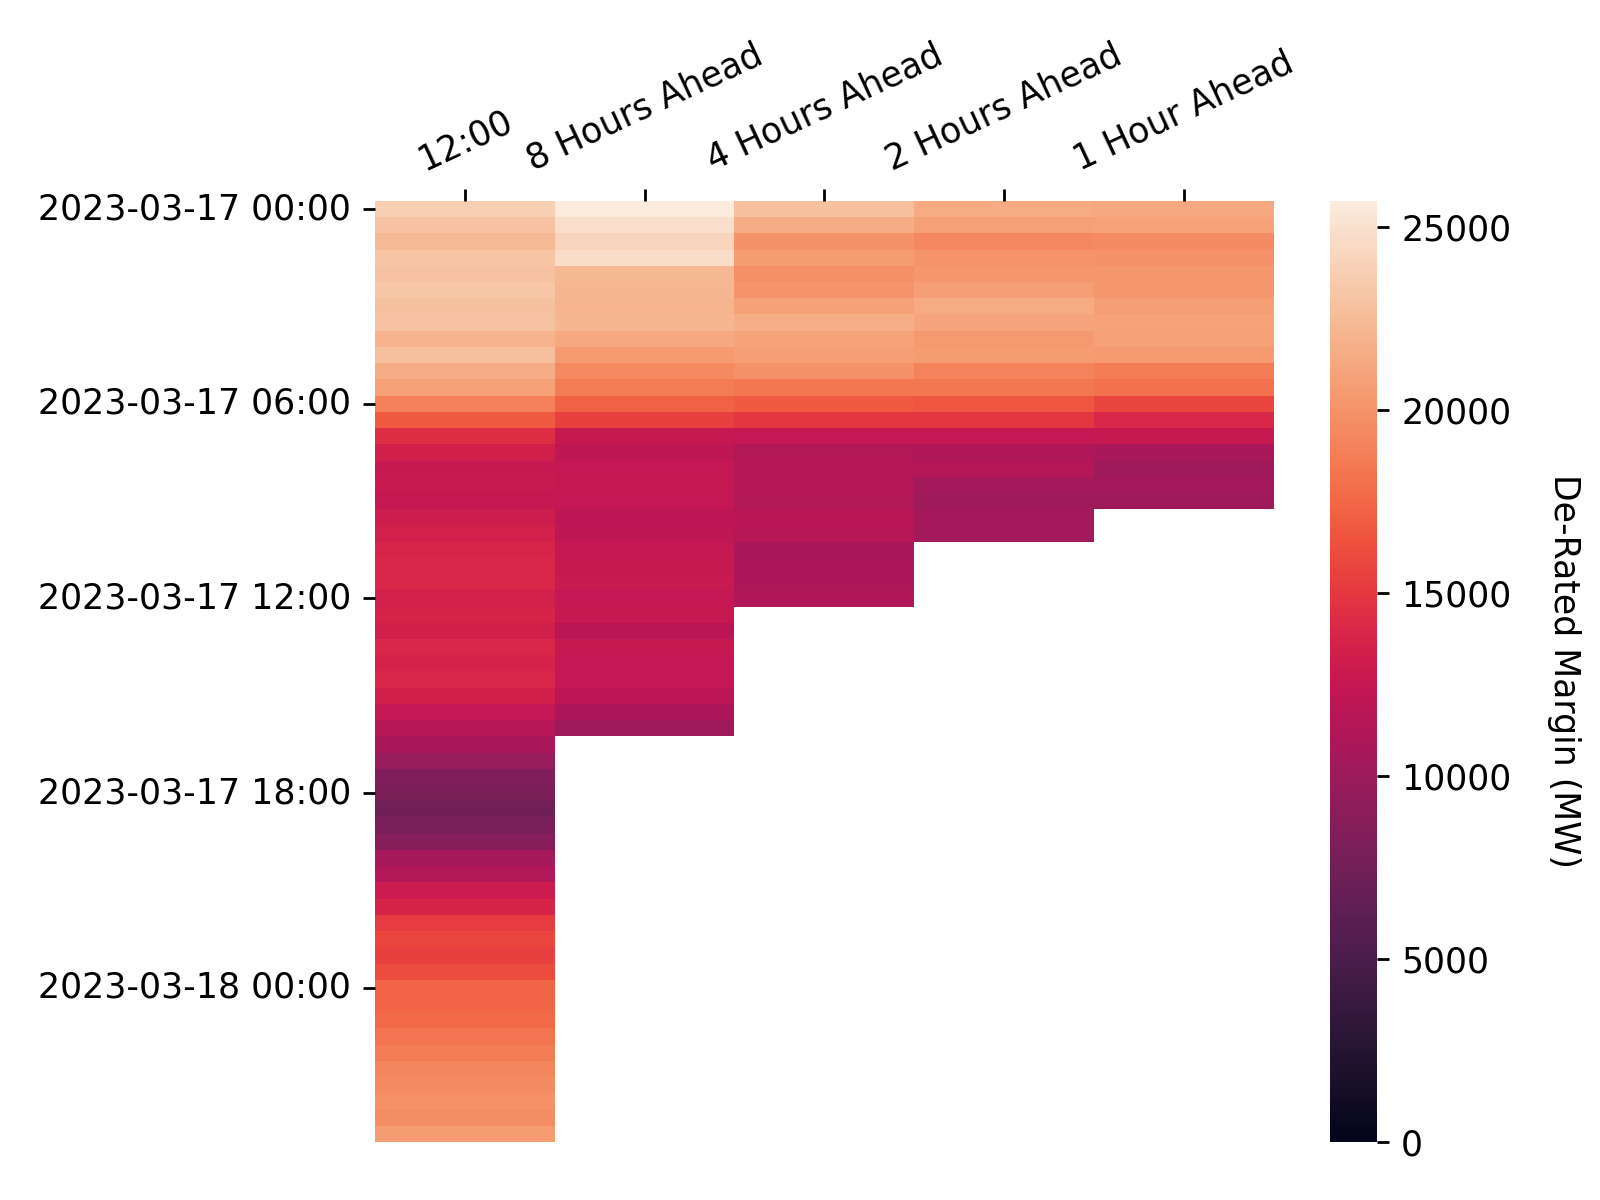 12:00
8 Hours Ahead
4 Hours Ahead
2 Hours Ahead
1 Hour Ahead
2023-03-17 00:00
2023-03-17 06:00
2023-03-17 12:00
2023-03-17 18:00
2023-03-18 00:00
25000
20000
15000
10000
5000
0
De-Rated Margin (MW)